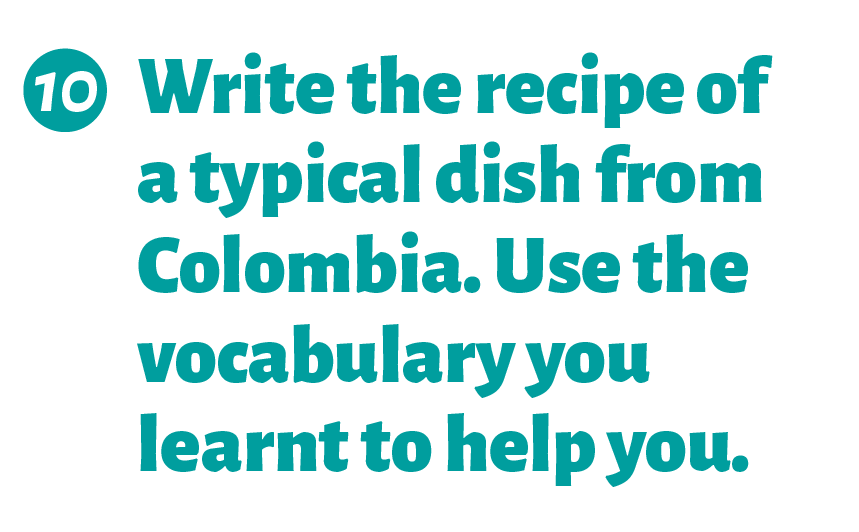 10 Write the recipe of
a typical dish from
Colombia. Use the
vocabulary you
learnt to help you.